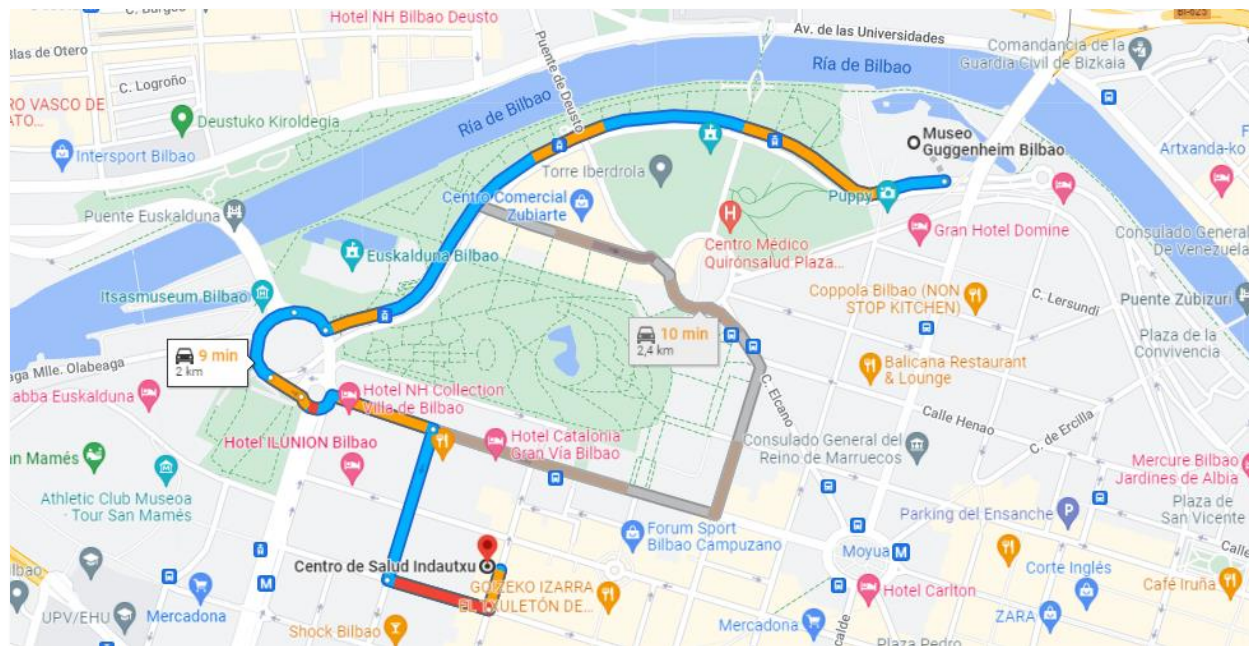 BI-625
Hotel NH Bilbao Deusto
Blas de Otero
Puente de Deusto
Av. de las Universidades
Comandancia de la
Guardia Civil de Bizkaia
C. Logroño
Ría de Bilbao
Ría de Bilbao
RO VASCO DE
ATO...
Deustuko Kiroldegia
Intersport Bilbao
Museo
Guggenheim Bilbao
Artxanda-ko
Torre Iberdrola
Puppy
Centro Comercial
Zubiarte
H
Puente Euskalduna
Centro Médico
Quirónsalud Plaza...
Gran Hotel Domine
Consulado General
De Venezuela
Euskalduna Bilbao
Itsasmuseum Bilbao
Coppola Bilbao (NON
STOP KITCHEN)
C. Lersundi
Puente Zubizuri
10 min
2,4 km
Plaza de la
Convivencia
9 min
2 km
aga Mlle. Olabeaga
Balicana Restaurant
& Lounge
C. Elcano
abba Euskalduna
Hotel NH Collection
Villa de Bilbao
Calle Henao
C. de Ercilla
Hotel ILUNION Bilbao
Hotel Catalonia
Gran Vía Bilbao
Consulado General del
Reino de Marruecos
an Mamés
Mercure Bilbao
Jardines de Albia
Athletic Club Museoa
- Tour San Mamés
Parking del Ensanche
P
Plaza de
San Vicente
Forum Sport
Bilbao Campuzano
Moyua
M
Calle
Centro de Salud Indautxu
Corte Inglés
lbao
M
GOIZEKO IZARRA
EL TXULETÓN DE...
Hotel Carlton
Café Iruña
UPV/EHU
Mercadona
ZARA
Shock Bilbao
Mercadona
calde
Plaza Pedro